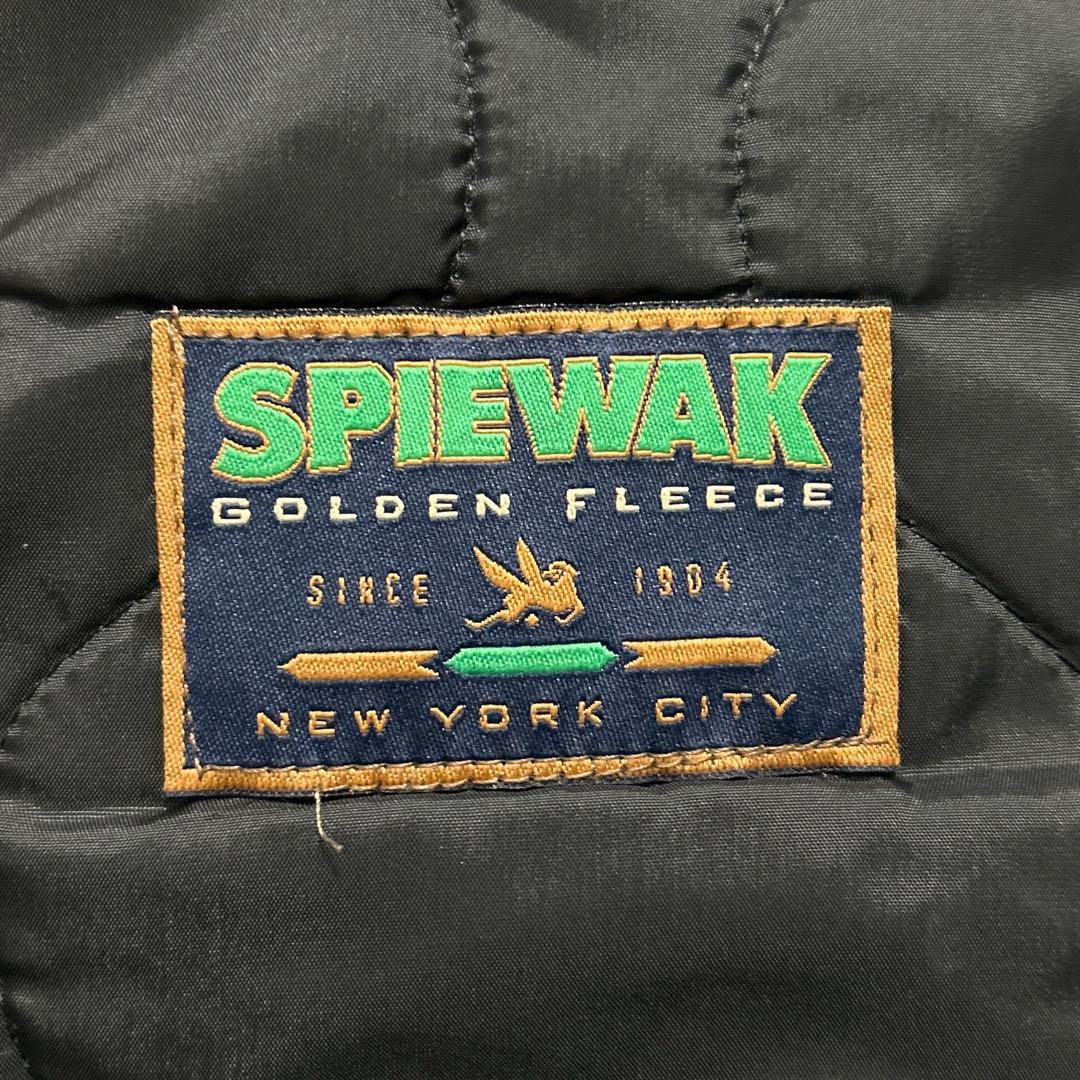 SPIEWAK
GOLDEN FLEECE
SINCE 1904
NEW YORK CITY